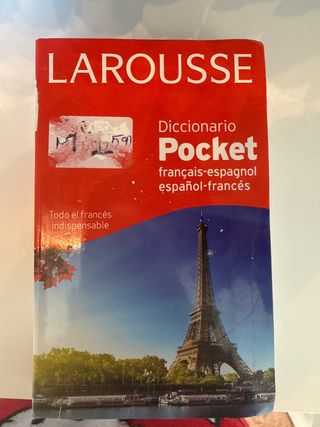 LAROUSSE
Diccionario
Pocket
français-espagnol
español-francés
Todo el francés
indispensable